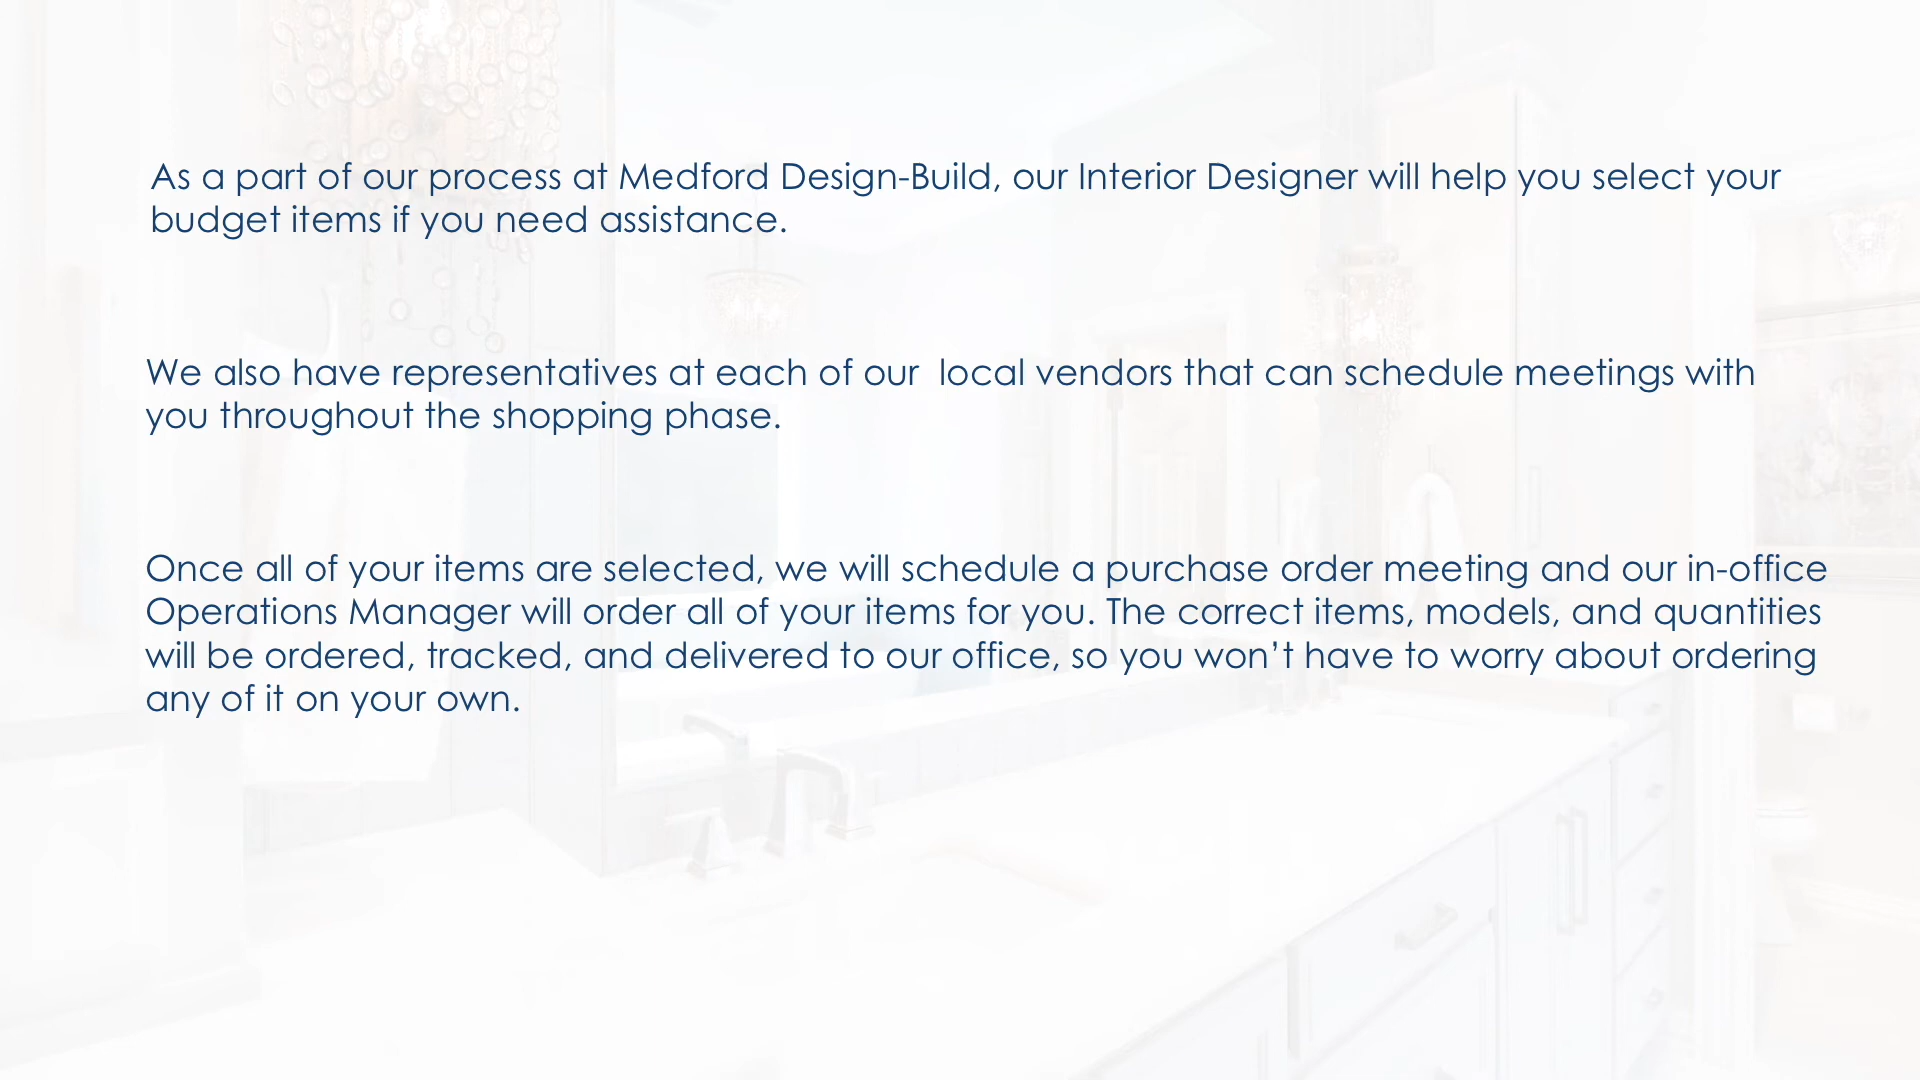 As a part of our process at Medford Design-Build, our Interior Designer will help you select your
budget items if you need assistance.
We also have representatives at each of our  local vendors that can schedule meetings with
you throughout the shopping phase.
Once all of your items are selected, we will schedule a purchase order meeting and our in-office
Operations Manager will order all of your items for you. The correct items, models, and quantities
will be ordered, tracked, and delivered to our office, so you won’t have to worry about ordering
any of it on your own.